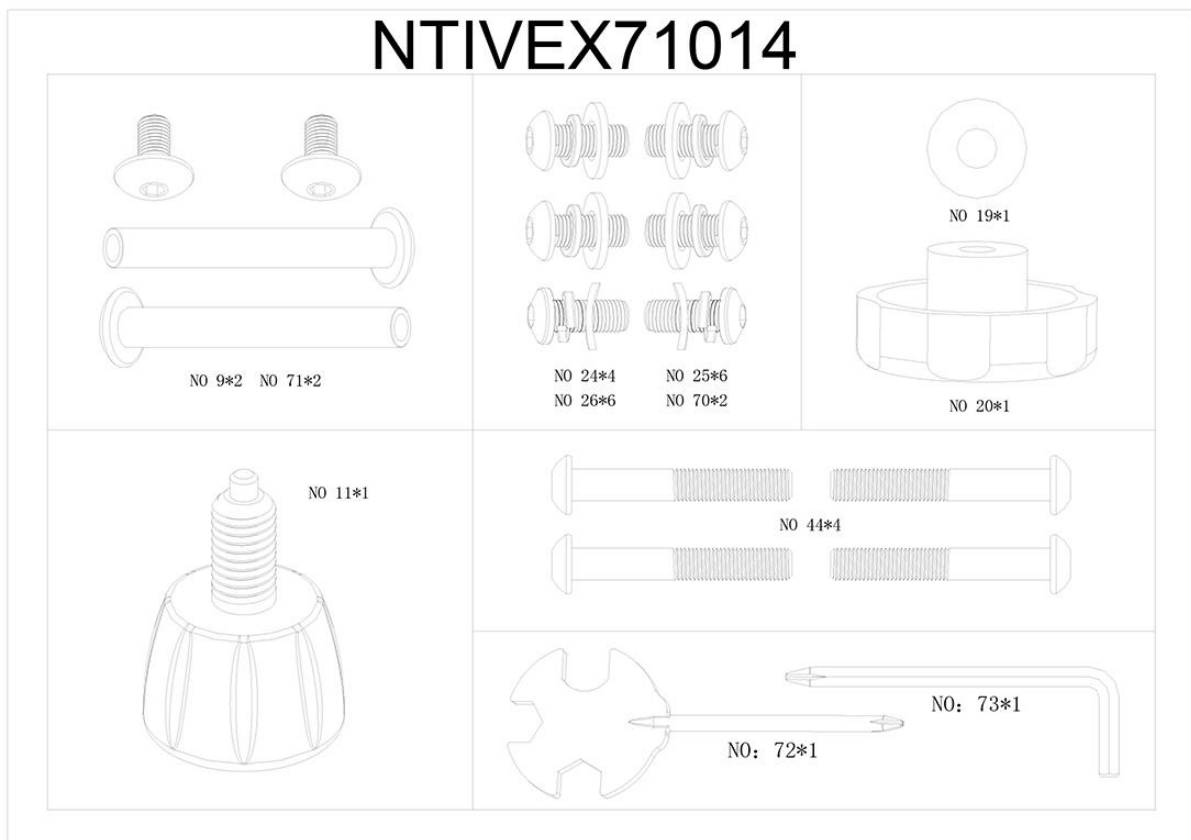 NTIVEX71014
NO 9*2 NO 71*2
NO 24*4 NO 25*6
NO 26*6 NO 70*2
NO 19*1
NO 20*1
NO 11*1
NO 44*4
NO: 73*1
NO: 72*1